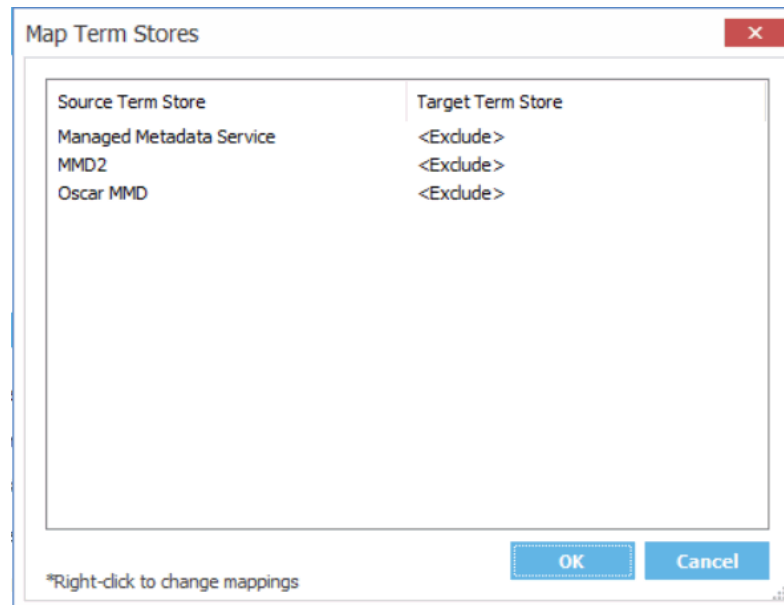 Map Term Stores
Source Term Store Target Term Store
Managed Metadata Service <Exclude>
MMD2 <Exclude>
Oscar MMD <Exclude>
OK Cancel
*Right-click to change mappings